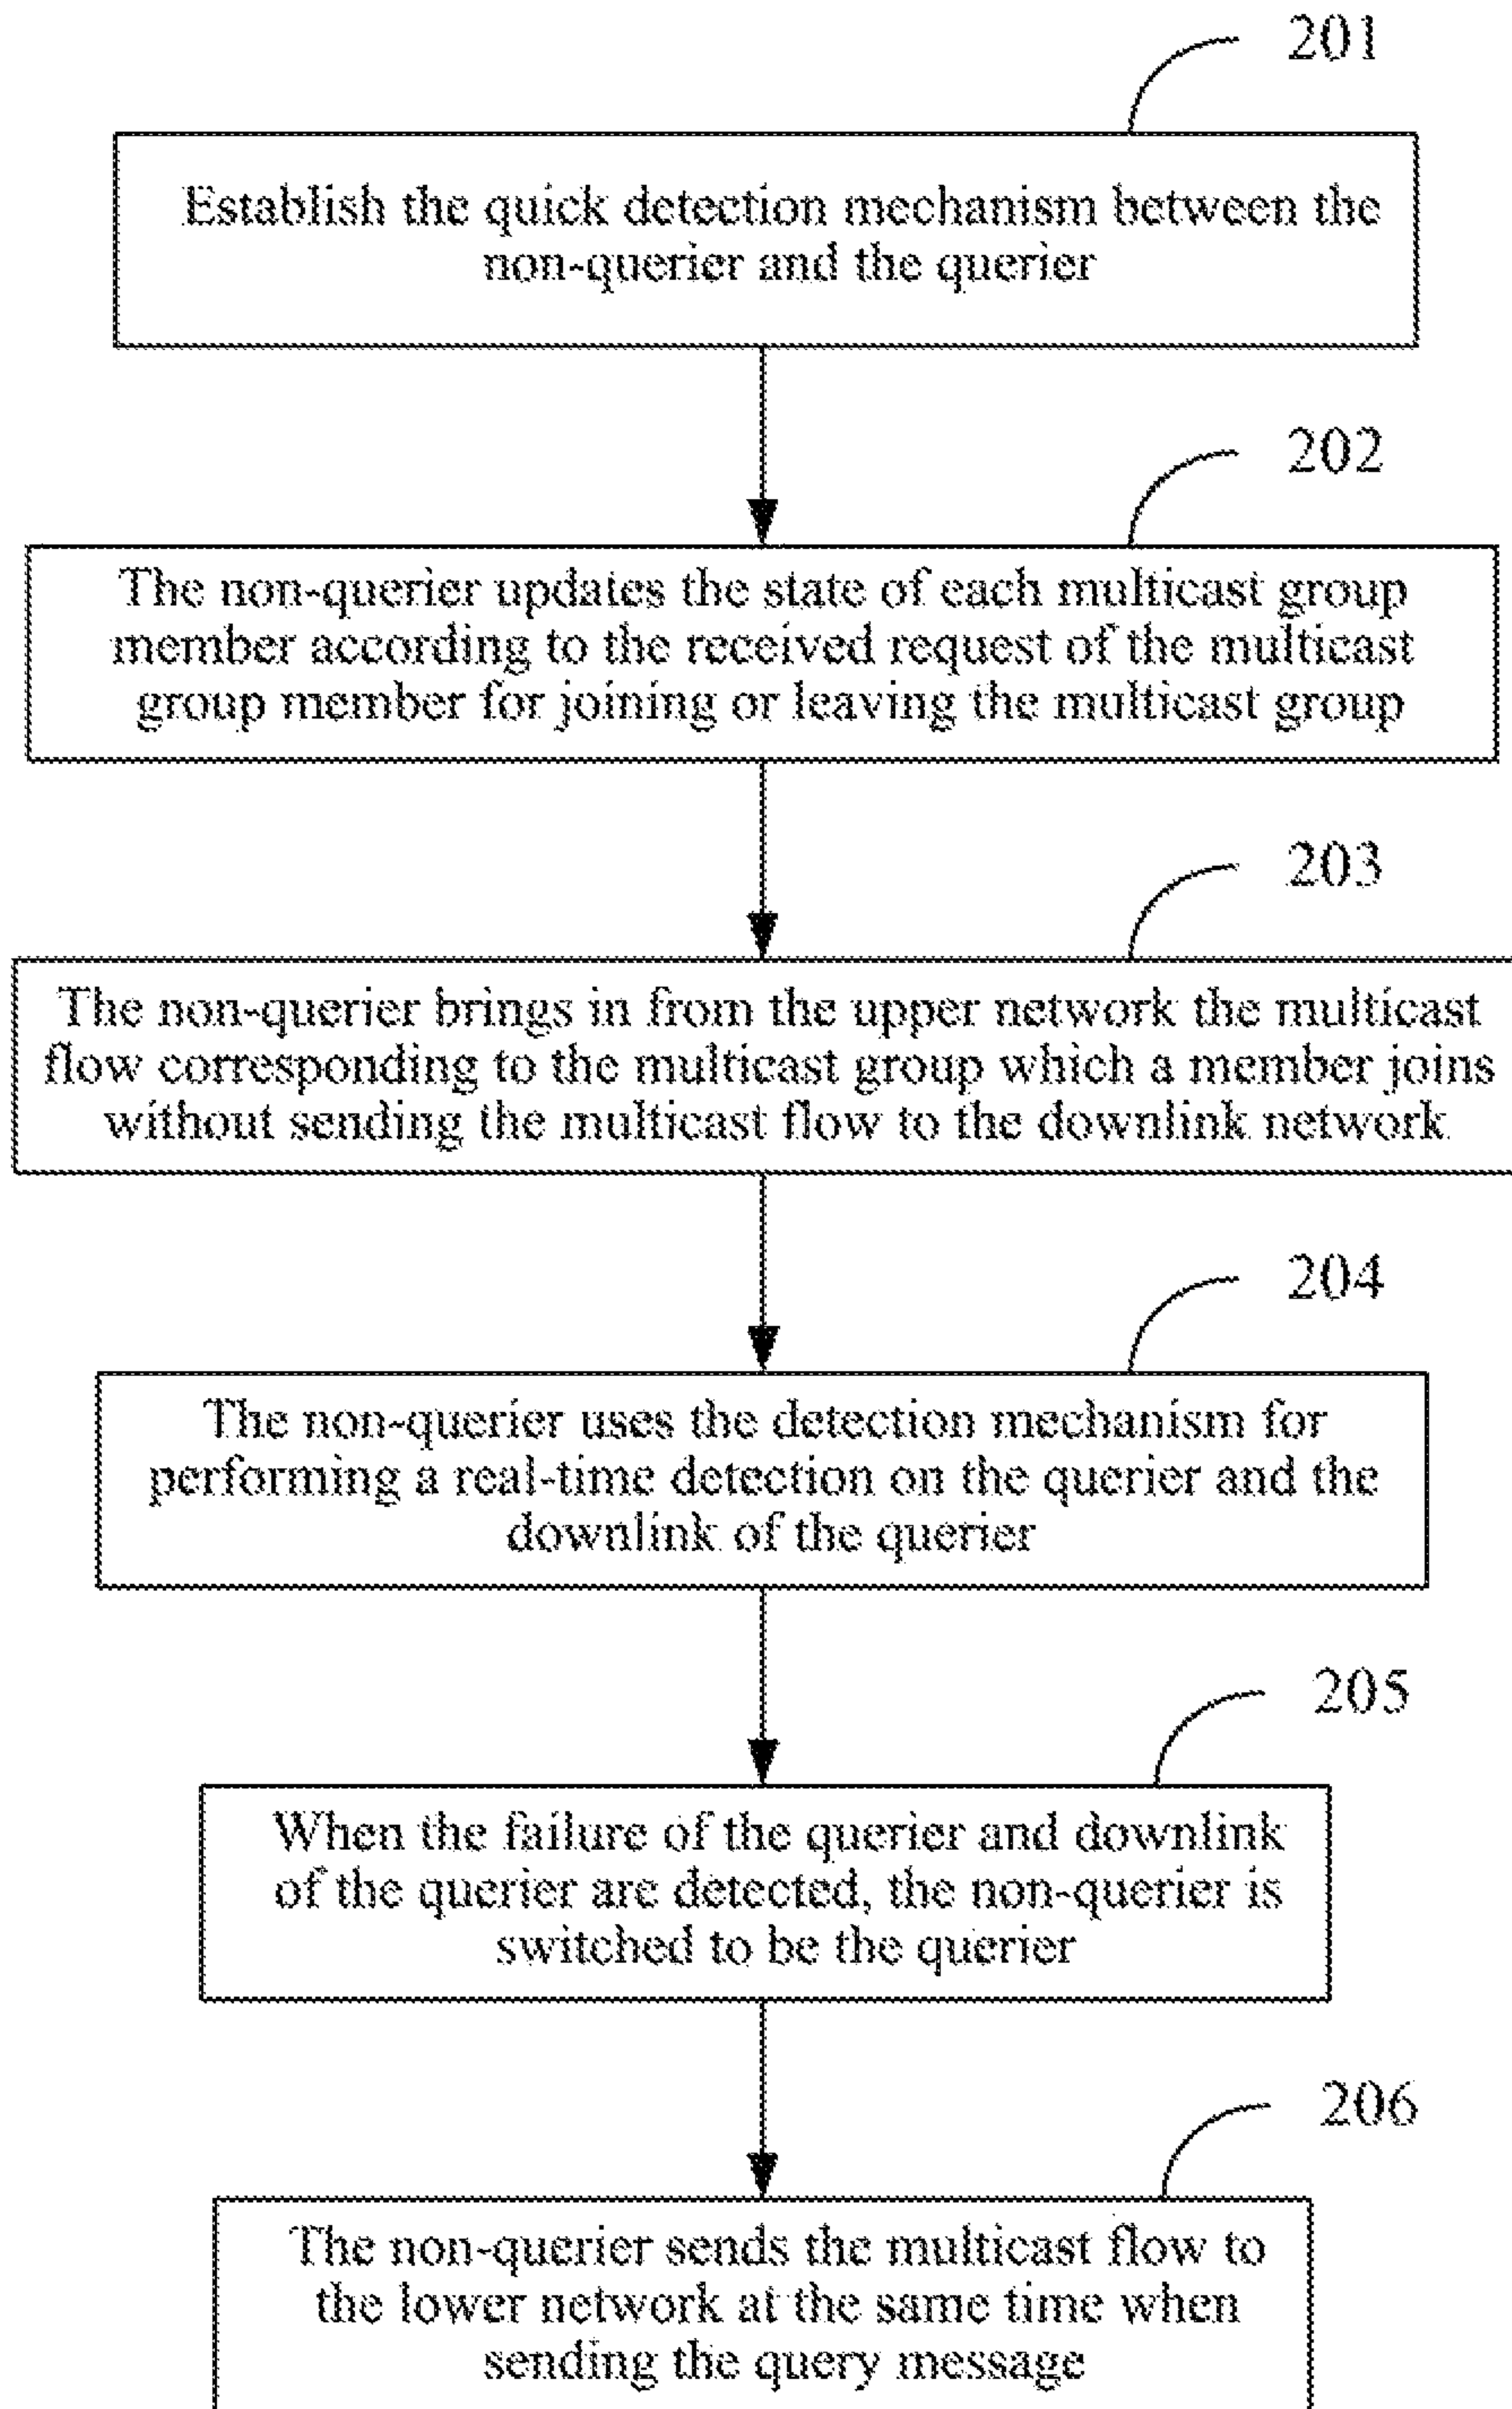 201
Establish the quick detection mechanism between the
non-querier and the querier
202
The non-querier updates the state of each multicast group
member according to the received request of the multicast
group member for joining or leaving the multicast group
203
The non-querier brings in from the upper network the multicast
flow corresponding to the multicast group which a member joins
without sending the multicast flow to the downlink network
204
The non-querier uses the detection mechanism for
performing a real-time detection on the querier and the
downlink of the querier
205
When the failure of the querier and downlink
of the querier are detected, the non-querier is
switched to be the querier
206
The non-querier sends the multicast flow to
the lower network at the same time when
sending the query message